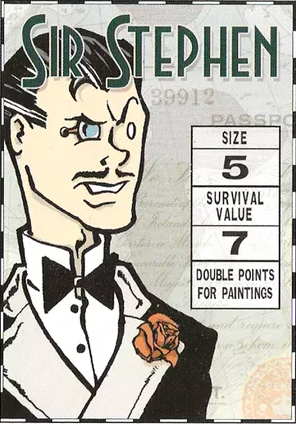 SIR STEPHEN
39912
PASSPO
SIZE
5
SURVIVAL
VALUE
7
DOUBLE POINTS
FOR PAINTINGS